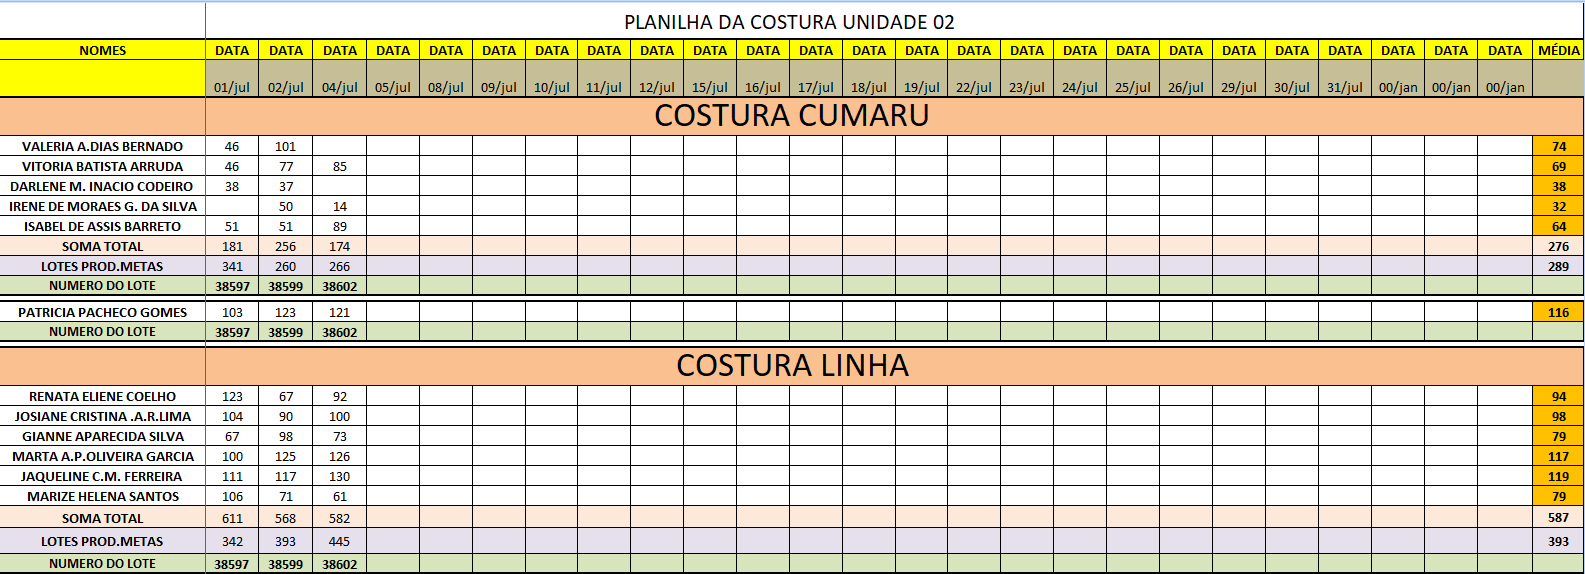 PLANILHA DA COSTURA UNIDADE 02
NOMES DATA DATA DATA DATA DATA DATA DATA DATA DATA DATA DATA DATA DATA DATA DATA DATA DATA DATA DATA DATA DATA DATA DATA DATA DATA MÉDIA
01/jul 02/jul 04/jul 05/jul 08/jul 09/jul 10/jul 11/jul 12/jul 15/jul 16/jul 17/jul 18/jul 19/jul 22/jul 23/jul 24/jul 25/jul 26/jul 29/jul 30/jul 31/jul 00/jan 00/jan 00/jan
COSTURA CUMARU
VALERIA A.DIAS BERNADO 46 101 74
VITORIA BATISTA ARRUDA 46 77 85 69
DARLENE M. INACIO CODEIRO 38 37 38
IRENE DE MORAES G. DA SILVA 50 14 32
ISABEL DE ASSIS BARRETO 51 51 89 64
SOMA TOTAL 181 256 174 276
LOTES PROD.METAS 341 260 266 289
NUMERO DO LOTE 38597 38599 38602
PATRICIA PACHECO GOMES 103 123 121 116
NUMERO DO LOTE 38597 38599 38602
COSTURA LINHA
RENATA ELIENE COELHO 123 67 92 94
JOSIANE CRISTINA .A.R.LIMA 104 90 100 98
GIANNE APARECIDA SILVA 67 98 73 79
MARTA A.P.OLIVEIRA GARCIA 100 125 126 117
JAQUELINE C.M. FERREIRA 111 117 130 119
MARIZE HELENA SANTOS 106 71 61 79
SOMA TOTAL 611 568 582 587
LOTES PROD.METAS 342 393 445 393
NUMERO DO LOTE 38597 38599 38602